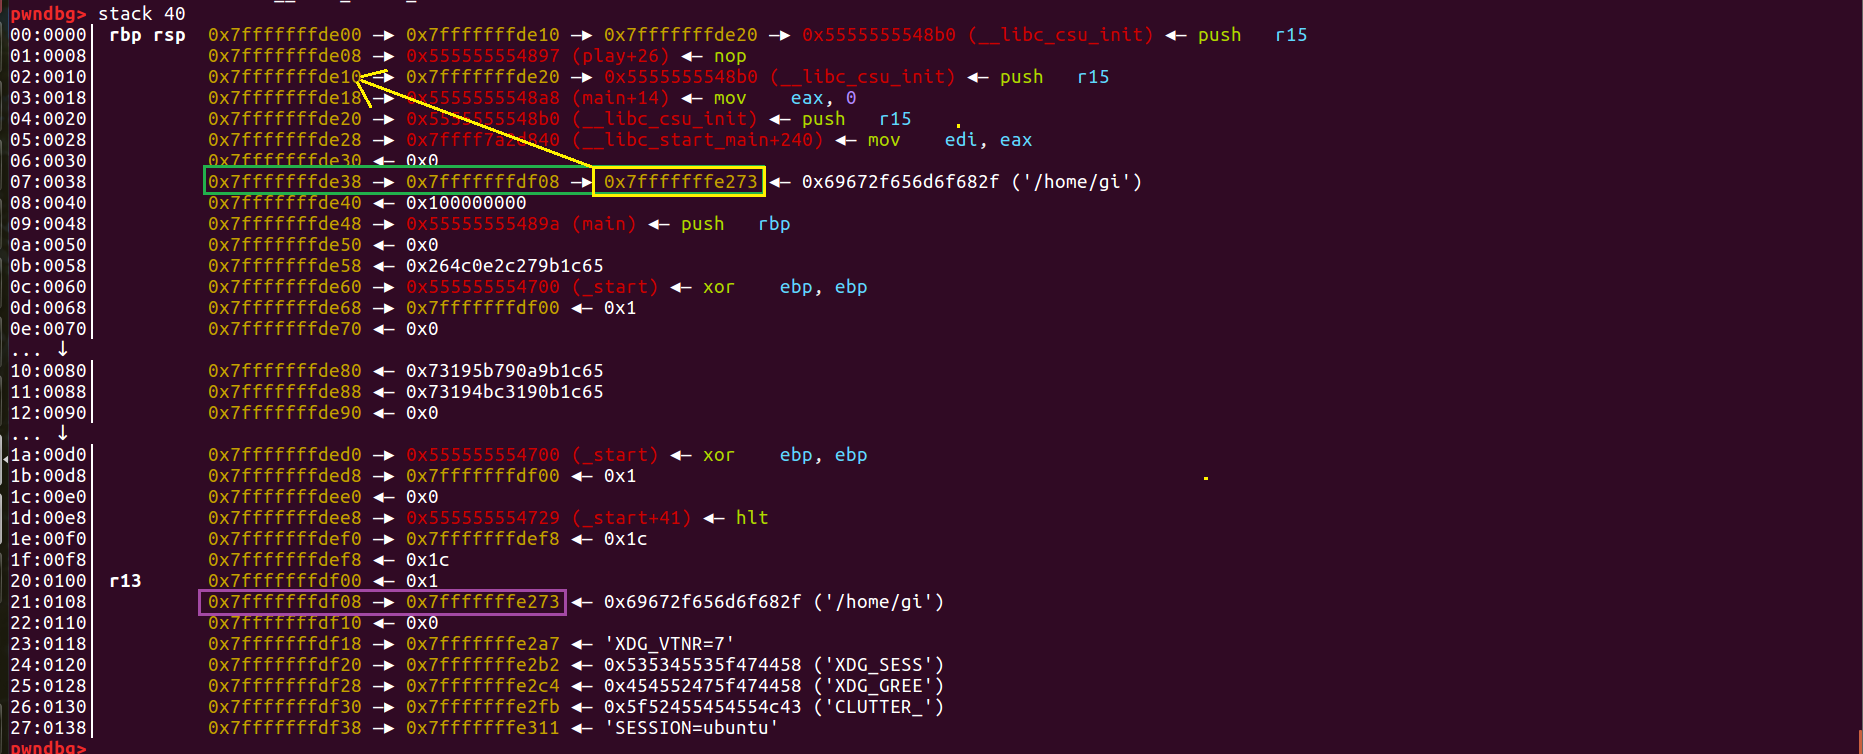 pwndbg> stack 40
00:0000│ rbp rsp 0x7fffffffde00 —▸ 0x7fffffffde10 —▸ 0x7fffffffde20 —▸ 0x5555555548b0 (__libc_csu_init) ◂— push r15
01:0008│ 0x7fffffffde08 —▸ 0x555555554897 (play+26) ◂— nop
02:0010│ 0x7fffffffde10 —▸ 0x7fffffffde20 —▸ 0x5555555548b0 (__libc_csu_init) ◂— push r15
03:0018│ 0x7fffffffde18 —▸ 0x5555555548a8 (main+14) ◂— mov eax, 0
04:0020│ 0x7fffffffde20 —▸ 0x5555555548b0 (__libc_csu_init) ◂— push r15
05:0028│ 0x7fffffffde28 —▸ 0x7ffff7a2d840 (__libc_start_main+240) ◂— mov edi, eax
06:0030│ 0x7fffffffde30 ◂— 0x0
07:0038│ 0x7fffffffde38 —▸ 0x7fffffffdf08 —▸ 0x7fffffffe273 ◂— 0x69672f656d6f682f ('/home/gi')
08:0040│ 0x7fffffffde40 ◂— 0x100000000
09:0048│ 0x7fffffffde48 —▸ 0x55555555489a (main) ◂— push rbp
0a:0050│ 0x7fffffffde50 ◂— 0x0
0b:0058│ 0x7fffffffde58 ◂— 0x264c0e2c279b1c65
0c:0060│ 0x7fffffffde60 —▸ 0x555555554700 (_start) ◂— xor ebp, ebp
0d:0068│ 0x7fffffffde68 —▸ 0x7fffffffdf00 ◂— 0x1
0e:0070│ 0x7fffffffde70 ◂— 0x0
... ↓
10:0080│ 0x7fffffffde80 ◂— 0x73195b790a9b1c65
11:0088│ 0x7fffffffde88 ◂— 0x73194bc3190b1c65
12:0090│ 0x7fffffffde90 ◂— 0x0
... ↓
1a:00d0│ 0x7fffffffded0 —▸ 0x555555554700 (_start) ◂— xor ebp, ebp
1b:00d8│ 0x7fffffffded8 —▸ 0x7fffffffdf00 ◂— 0x1
1c:00e0│ 0x7fffffffdee0 ◂— 0x0
1d:00e8│ 0x7fffffffdee8 —▸ 0x555555554729 (_start+41) ◂— hlt
1e:00f0│ 0x7fffffffdef0 —▸ 0x7fffffffdef8 ◂— 0x1c
1f:00f8│ 0x7fffffffdef8 ◂— 0x1c
20:0100│ r13 0x7fffffffdf00 ◂— 0x1
21:0108│ 0x7fffffffdf08 —▸ 0x7fffffffe273 ◂— 0x69672f656d6f682f ('/home/gi')
22:0110│ 0x7fffffffdf10 ◂— 0x0
23:0118│ 0x7fffffffdf18 —▸ 0x7fffffffe2a7 ◂— 'XDG_VTNR=7'
24:0120│ 0x7fffffffdf20 —▸ 0x7fffffffe2b2 ◂— 0x535345535f474458 ('XDG_SESS')
25:0128│ 0x7fffffffdf28 —▸ 0x7fffffffe2c4 ◂— 0x454552475f474458 ('XDG_GREE')
26:0130│ 0x7fffffffdf30 —▸ 0x7fffffffe2fb ◂— 0x5f52455454554c43 ('CLUTTER_')
27:0138│ 0x7fffffffdf38 —▸ 0x7fffffffe311 ◂— 'SESSION=ubuntu'
pwndbg>